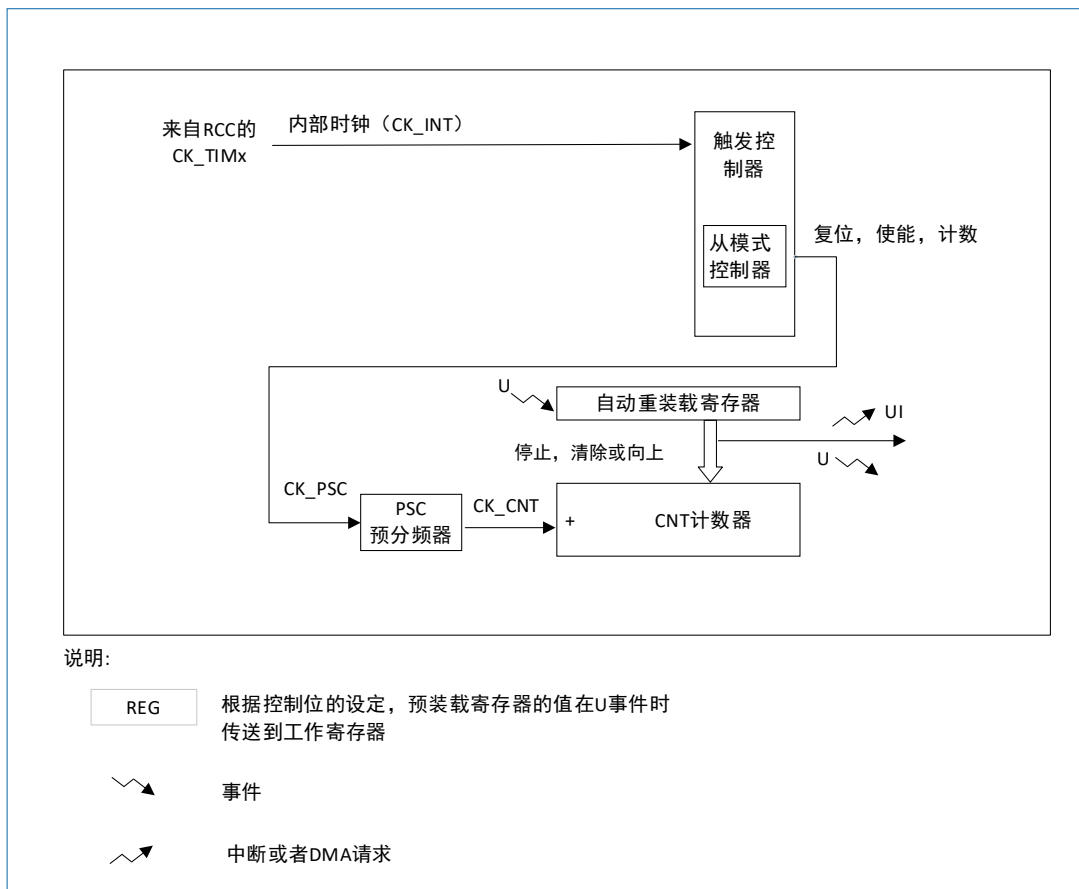 来自RCC的
CK_TIMx
内部时钟（CK_INT）
触发控
制器
从模式
控制器
复位，使能，计数
U
自动重装载寄存器
UI
停止，清除或向上
U
CK_PSC
PSC
预分频器
CK_CNT
+
CNT计数器
说明:
REG
根据控制位的设定，预装载寄存器的值在U事件时
传送到工作寄存器
事件
中断或者DMA请求